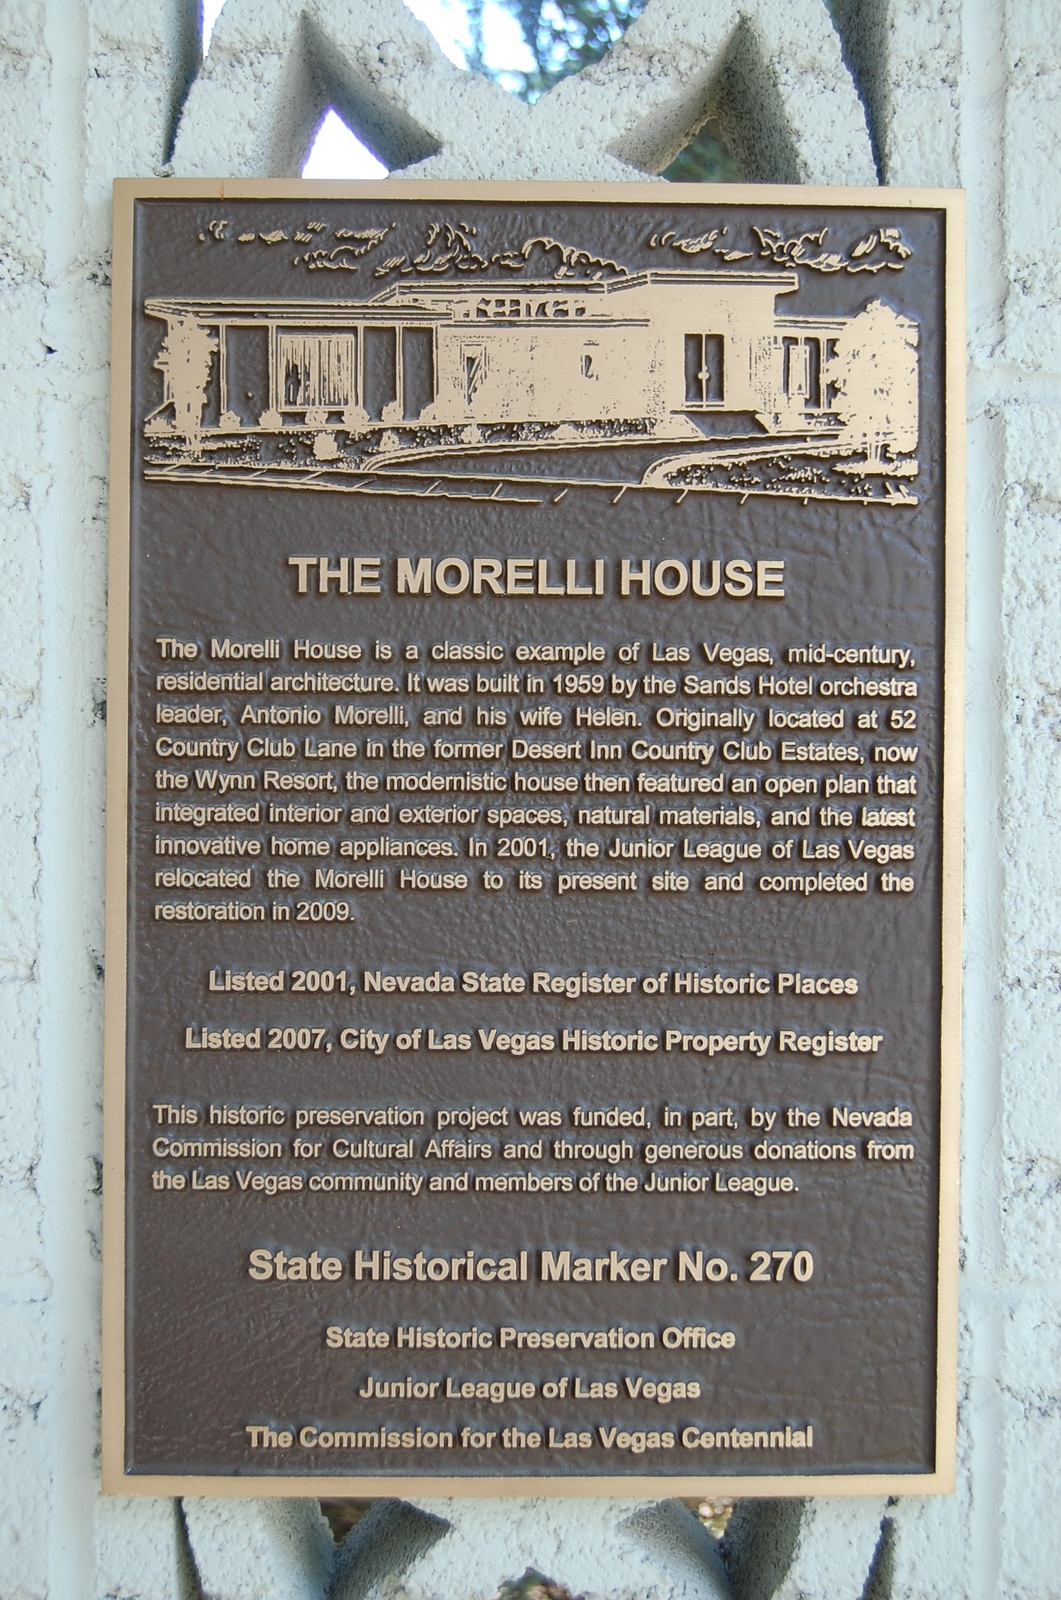 THE MORELLI HOUSE
The Morelli House is a classic example of Las Vegas, mid-century,
residential architecture. It was built in 1959 by the Sands Hotel orchestra
leader, Antonio Morelli, and his wife Helen. Originally located at 52
Country Club Lane in the former Desert Inn Country Club Estates, now
the Wynn Resort, the modernistic house then featured an open plan that
integrated interior and exterior spaces, natural materials, and the latest
innovative home appliances. In 2001, the Junior League of Las Vegas
relocated the Morelli House to its present site and completed the
restoration in 2009.
Listed 2001, Nevada State Register of Historic Places
Listed 2007, City of Las Vegas Historic Property Register
This historic preservation project was funded, in part, by the Nevada
Commission for Cultural Affairs and through generous donations from
the Las Vegas community and members of the Junior League.
State Historical Marker No. 270
State Historic Preservation Office
Junior League of Las Vegas
The Commission for the Las Vegas Centennial